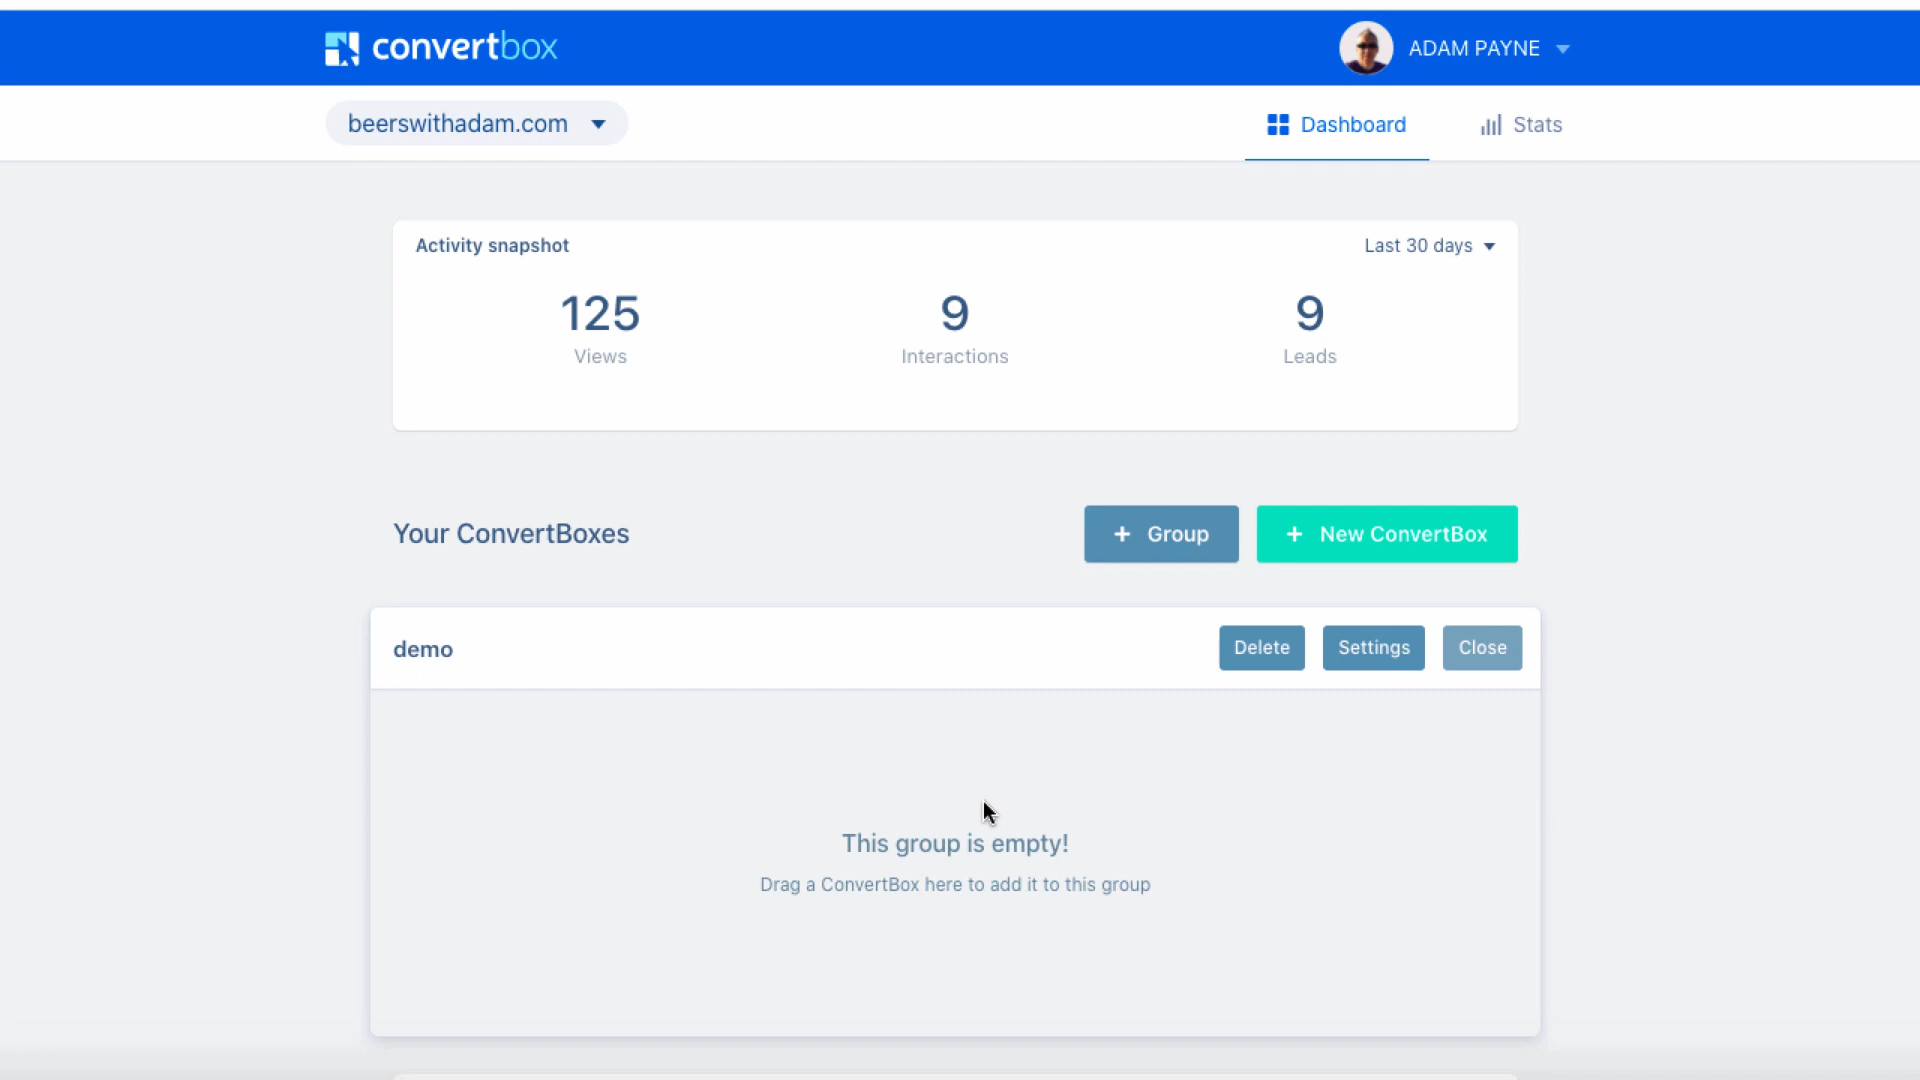 convertbox
ADAM PAYNE
beerswithadam.com
Dashboard
Stats
Activity snapshot
Last 30 days
125
9
9
Views
Interactions
Leads
Your ConvertBoxes
+ Group
+ New ConvertBox
demo
Delete
Settings
Close
This group is empty!
Drag a ConvertBox here to add it to this group